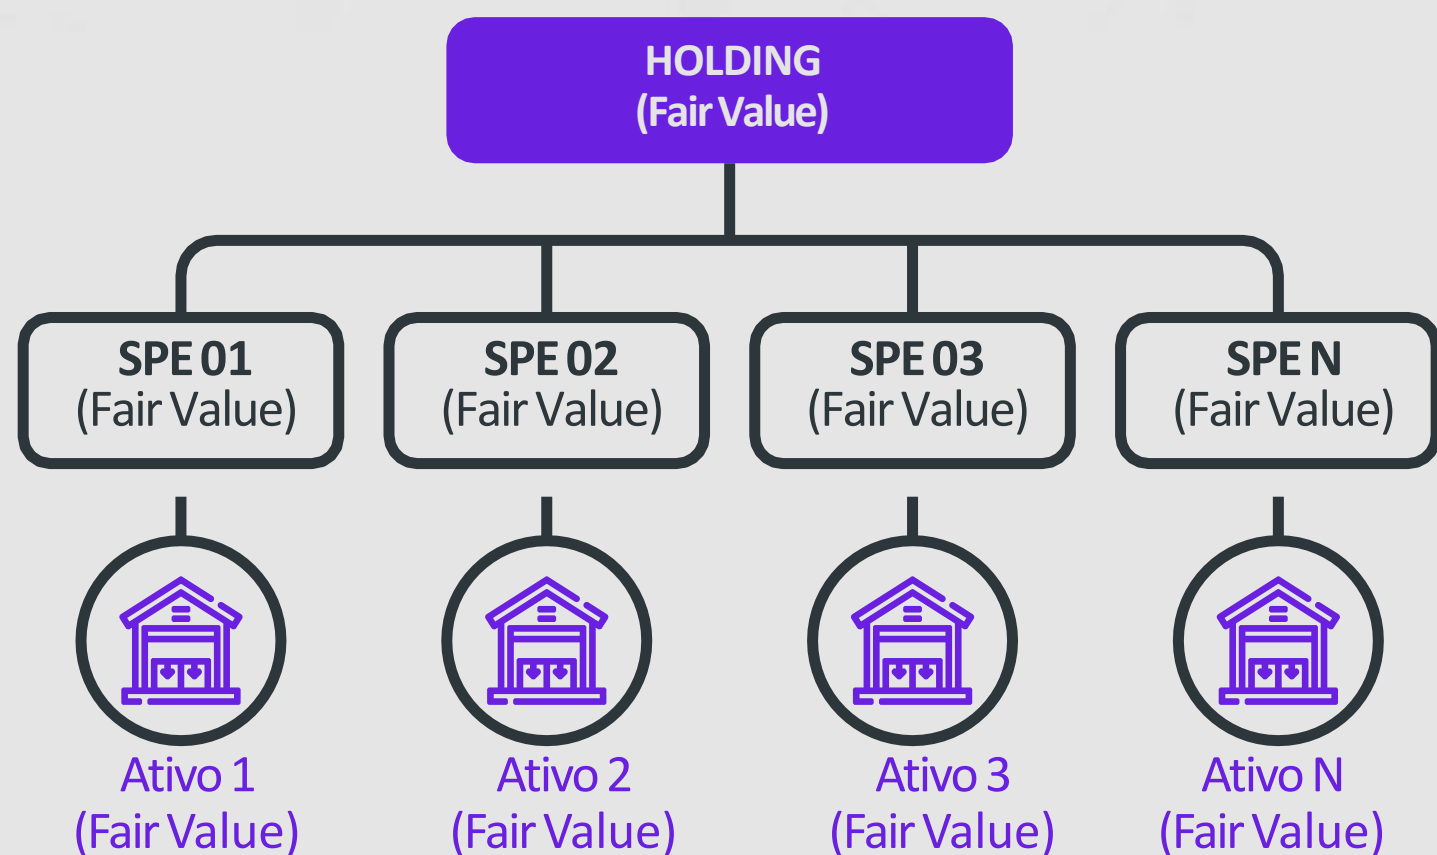 HOLDING
(Fair Value)
SPE 01
(Fair Value)
SPE 02
(Fair Value)
SPE 03
(Fair Value)
SPE N
(Fair Value)
Ativo 1
(Fair Value)
Ativo 2
(Fair Value)
Ativo 3
(Fair Value)
Ativo N
(Fair Value)